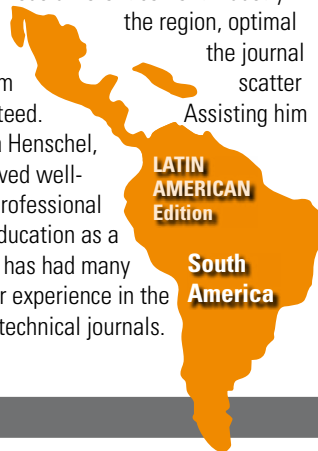 the region, optimal
the journal
scatter
teed.
Assisting him
Henschel,
ved well-
rofessional
ducation as a
has had many
r experience in the
technical journals.
LATIN
AMERICAN
Edition
South
America